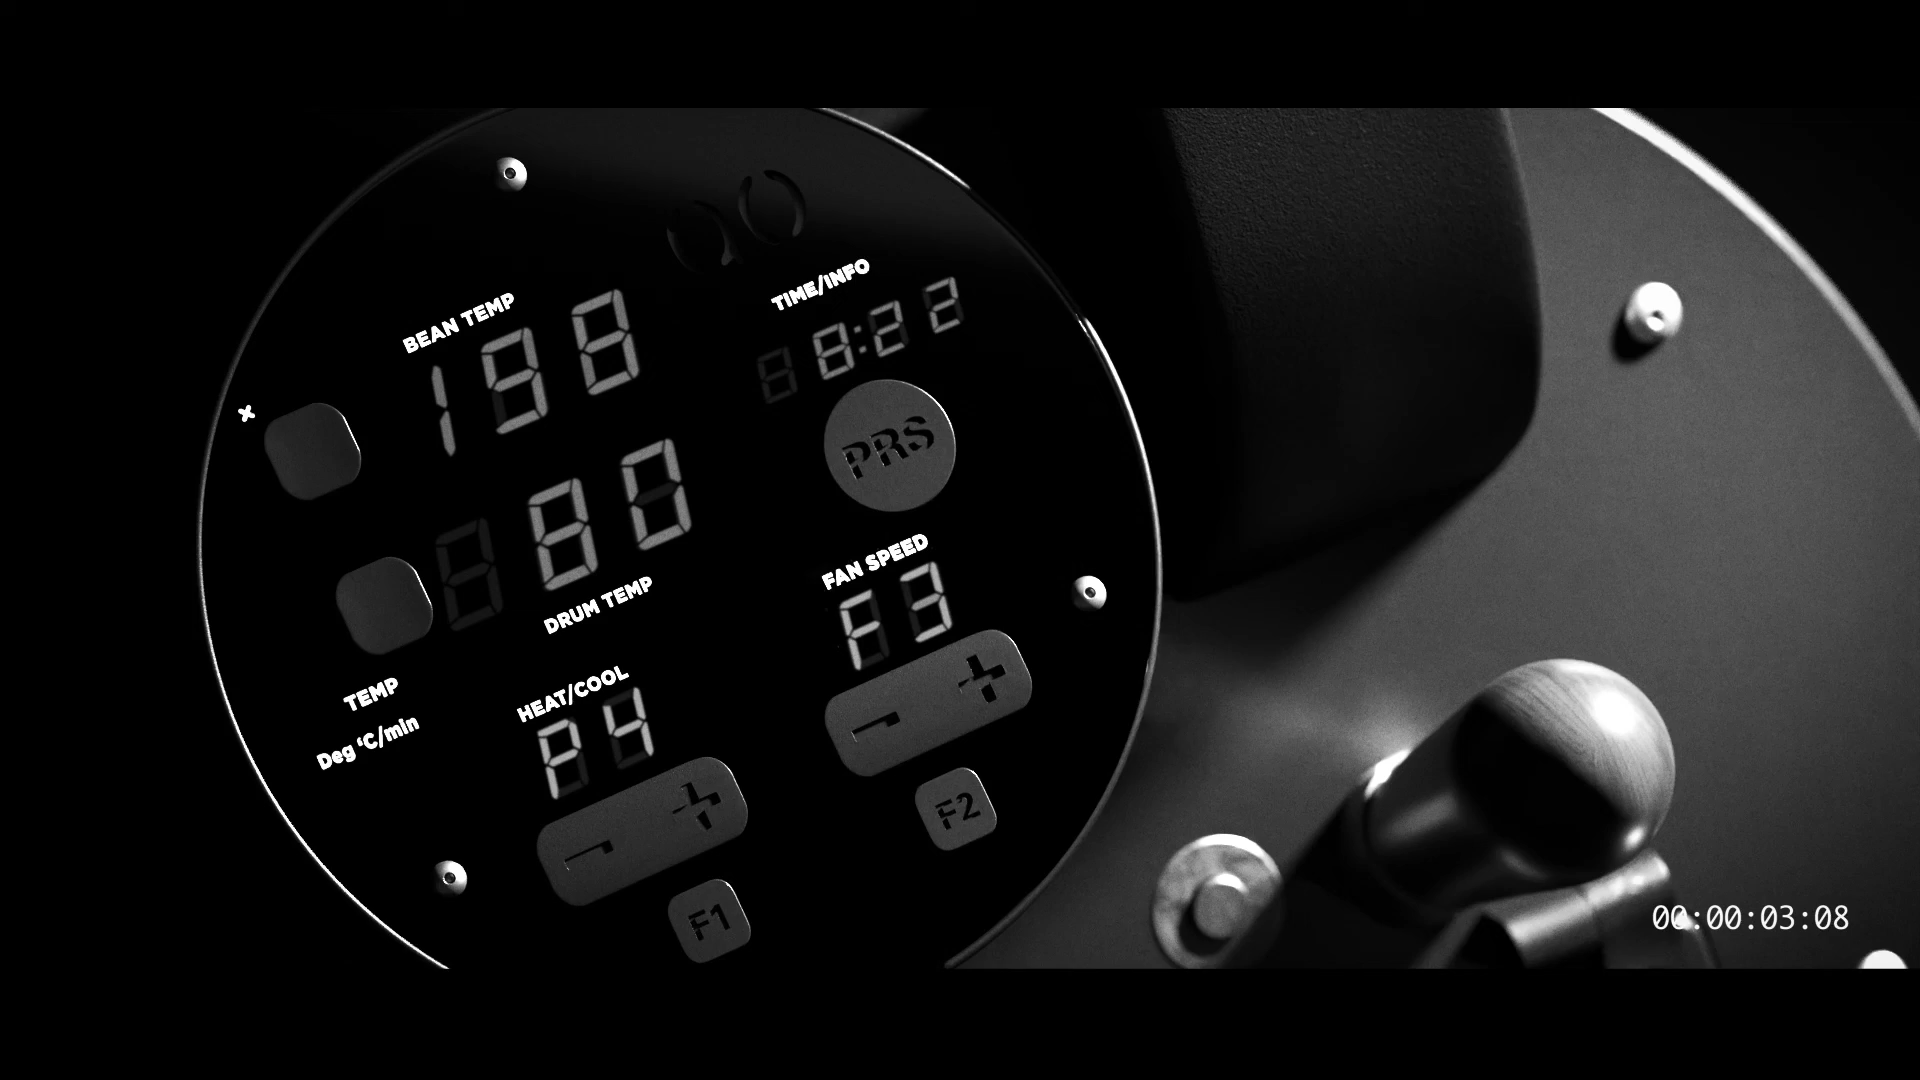 BEAN TEMP
198
TIME/INFO
8:22
PRS
80
DRUM TEMP
FAN SPEED
F3
- +
TEMP
Deg °C/min
HEAT/COOL
P4
- +
F2
F1
00:00:03:08